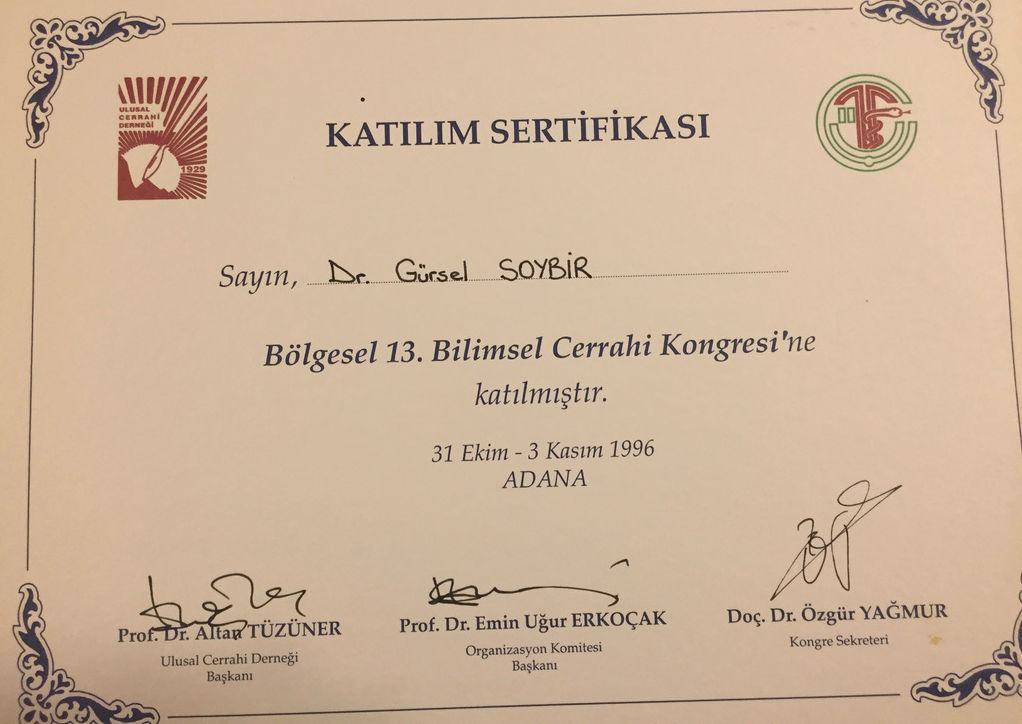 ULUSAL
CERRAHİ
DERNEĞİ
1929
KATILIM SERTİFİKASI
Sayın, Dr. Gürsel SOYBİR
Bölgesel 13. Bilimsel Cerrahi Kongresi'ne
katılmıştır.
31 Ekim - 3 Kasım 1996
ADANA
Prof. Dr. Altan TÜZÜNER
Ulusal Cerrahi Derneği
Başkanı
Prof. Dr. Emin Uğur ERKOÇAK
Organizasyon Komitesi
Başkanı
Doç. Dr. Özgür YAĞMUR
Kongre Sekreteri